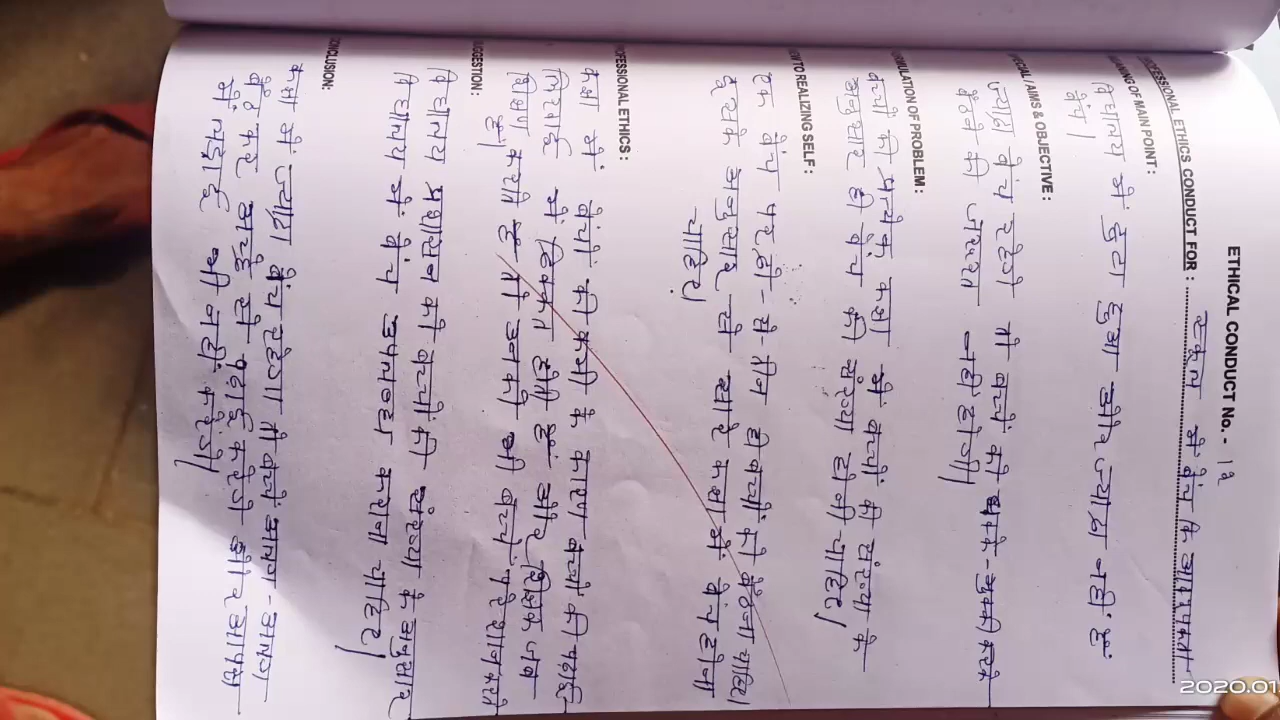 ETHICAL CONDUCT No. - 12
PROFESSIONAL ETHICS CONDUCT FOR : स्कूल में बेंच कि आवश्यकता
MEANING OF MAIN POINT :
विद्यालय में टुटा हुआ और ज्यादा नहीं हैं
बेंच।
SPECIAL / AIMS & OBJECTIVE :
ज्यादा बेंच रहेगे तो बच्चों को धक्के-मुक्की करके
बैठने की जरूरत नहीं होगी।
FORMULATION OF PROBLEM :
बच्चों की प्रत्येक कक्षा में बच्चों की संख्या के
अनुसार ही बेंच की संख्या होनी चाहिए।
HOW TO REALIZING SELF :
एक बेंच पर दो-से-तीन ही बच्चों को बैठना चाहिए।
इसके अनुसार से सारे कक्षा में बेंच होना
चाहिए।
PROFESSIONAL ETHICS :
कक्षा में बेंचों की कमी के कारण बच्चों की पढाई-
लिखाई में दिक्कत होती हैं और शिक्षक जब
शिक्षण करती हैं तो उनको भी बच्चे परेशान करते
हैं।
SUGGESTION :
विद्यालय प्रशासन को बच्चों की संख्या के अनुसार
विद्यालय में बेंच उपलब्ध कराना चाहिए।
CONCLUSION:
कक्षा में ज्यादा बेंच रहेगा तो बच्चे अलग-अलग
बैठ कर अच्छे से पढ़ाई करेंगे और आपस
में लड़ाई भी नहीं करेंगे।
2020.01